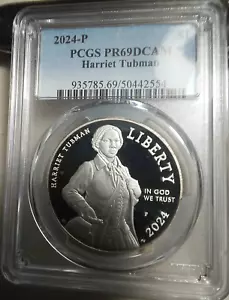 2024-P
PCGS PR69DCAM
Harriet Tubman
935785.69/50442554
HARRIET TUBMAN
LIBERTY
IN GOD
WE TRUST
P
2024